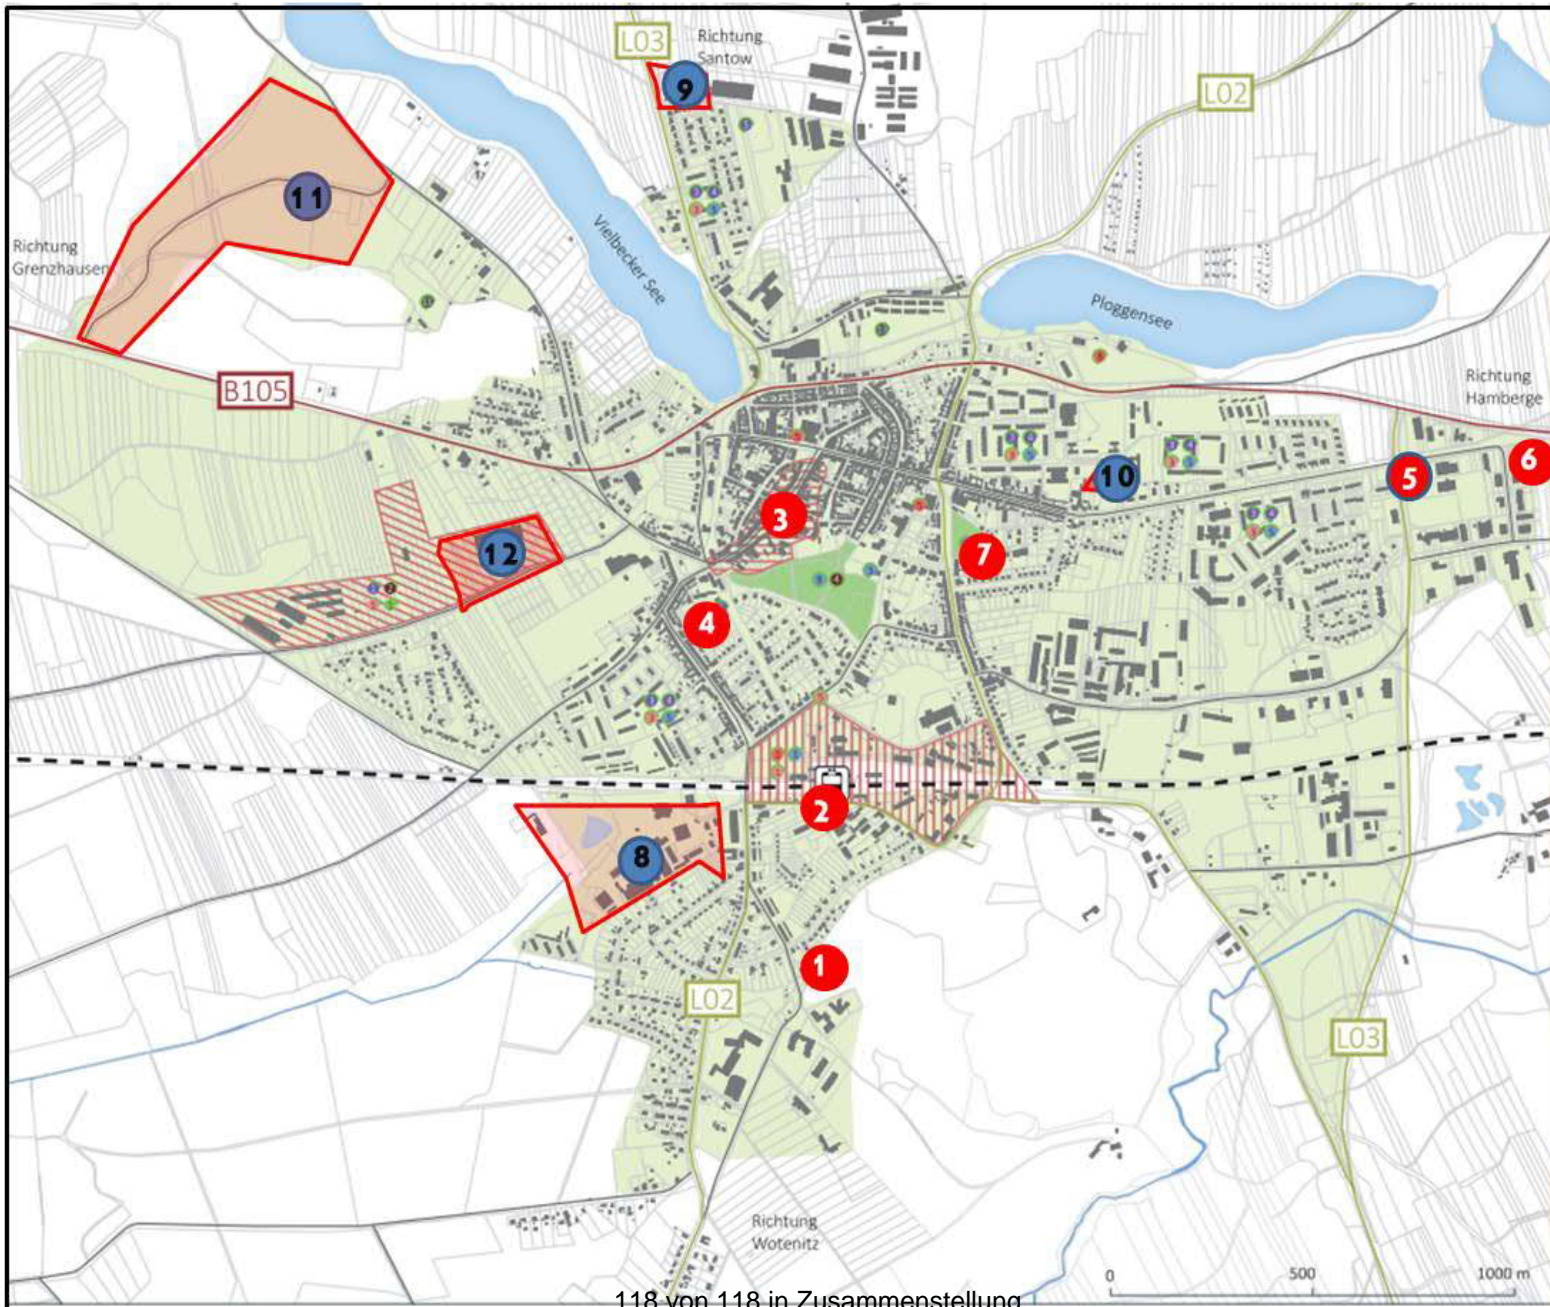 L03
Richtung
Santow
9
L02
11
Richtung
Grenzhausen
Vielbecker See
Ploggensee
B105
Richtung
Hamberge
6
10
5
3
12
7
4
2
8
1
L02
L03
Richtung
Wotenitz
0 500 1000 m
118 von 118 in Zusammenstellung